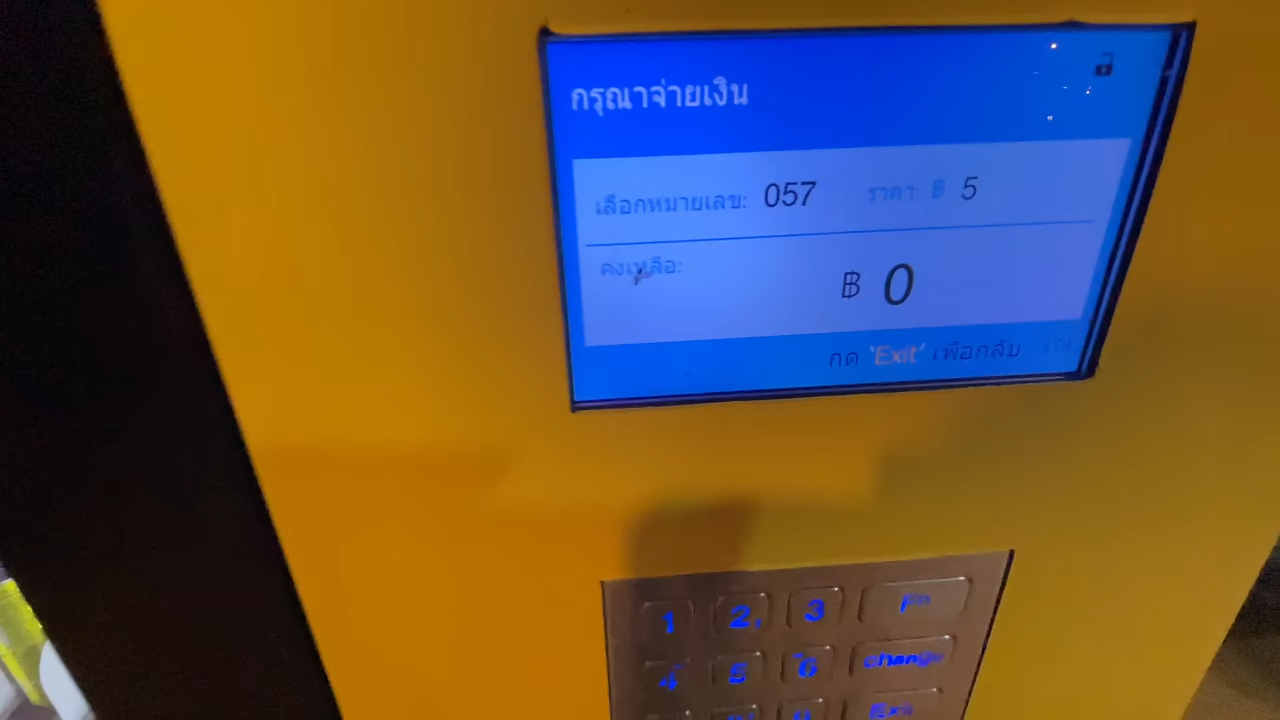 กรุณาจ่ายเงิน
เลือกหมายเลข: 057 ราคา: ฿ 5
คงเหลือ:
฿ 0
กด 'Exit' เพื่อกลับ
1 2 3
4 5 6 change
Exit